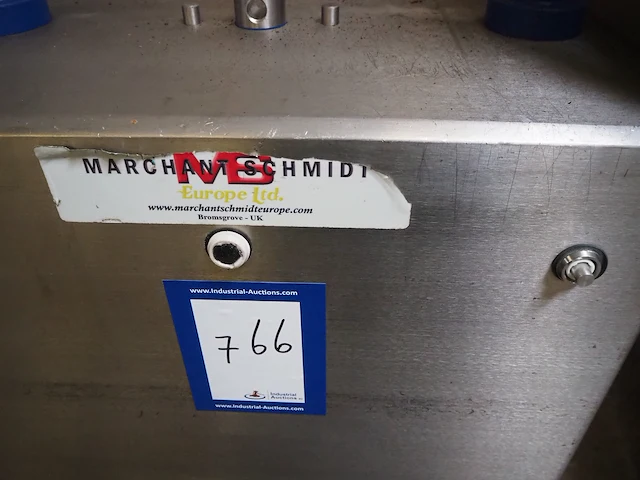 MS
MARCHANT SCHMIDT
Europe Ltd.
www.marchantschmidteurope.com
Bromsgrove - UK
www.Industrial-Auctions.com
766
Industrial
Auctions
www.Industrial-Auctions.com